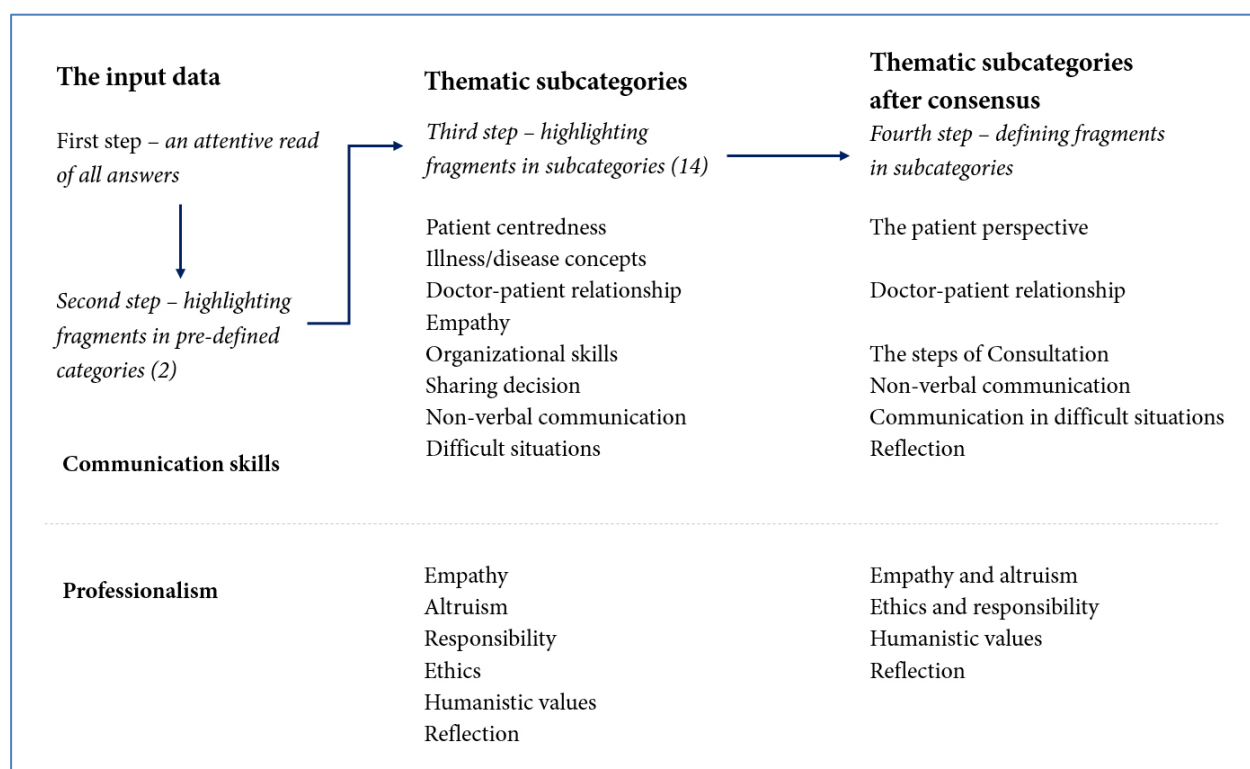 The input data
First step – an attentive read
of all answers
Second step – highlighting
fragments in pre-defined
categories (2)
Thematic subcategories
Third step – highlighting
fragments in subcategories (14)
Thematic subcategories
after consensus
Fourth step – defining fragments
in subcategories
Communication skills
Patient centredness
Illness/disease concepts
Doctor-patient relationship
Empathy
Organizational skills
Sharing decision
Non-verbal communication
Difficult situations
The patient perspective
Doctor-patient relationship
The steps of Consultation
Non-verbal communication
Communication in difficult situations
Reflection
Professionalism
Empathy
Altruism
Responsibility
Ethics
Humanistic values
Reflection
Empathy and altruism
Ethics and responsibility
Humanistic values
Reflection